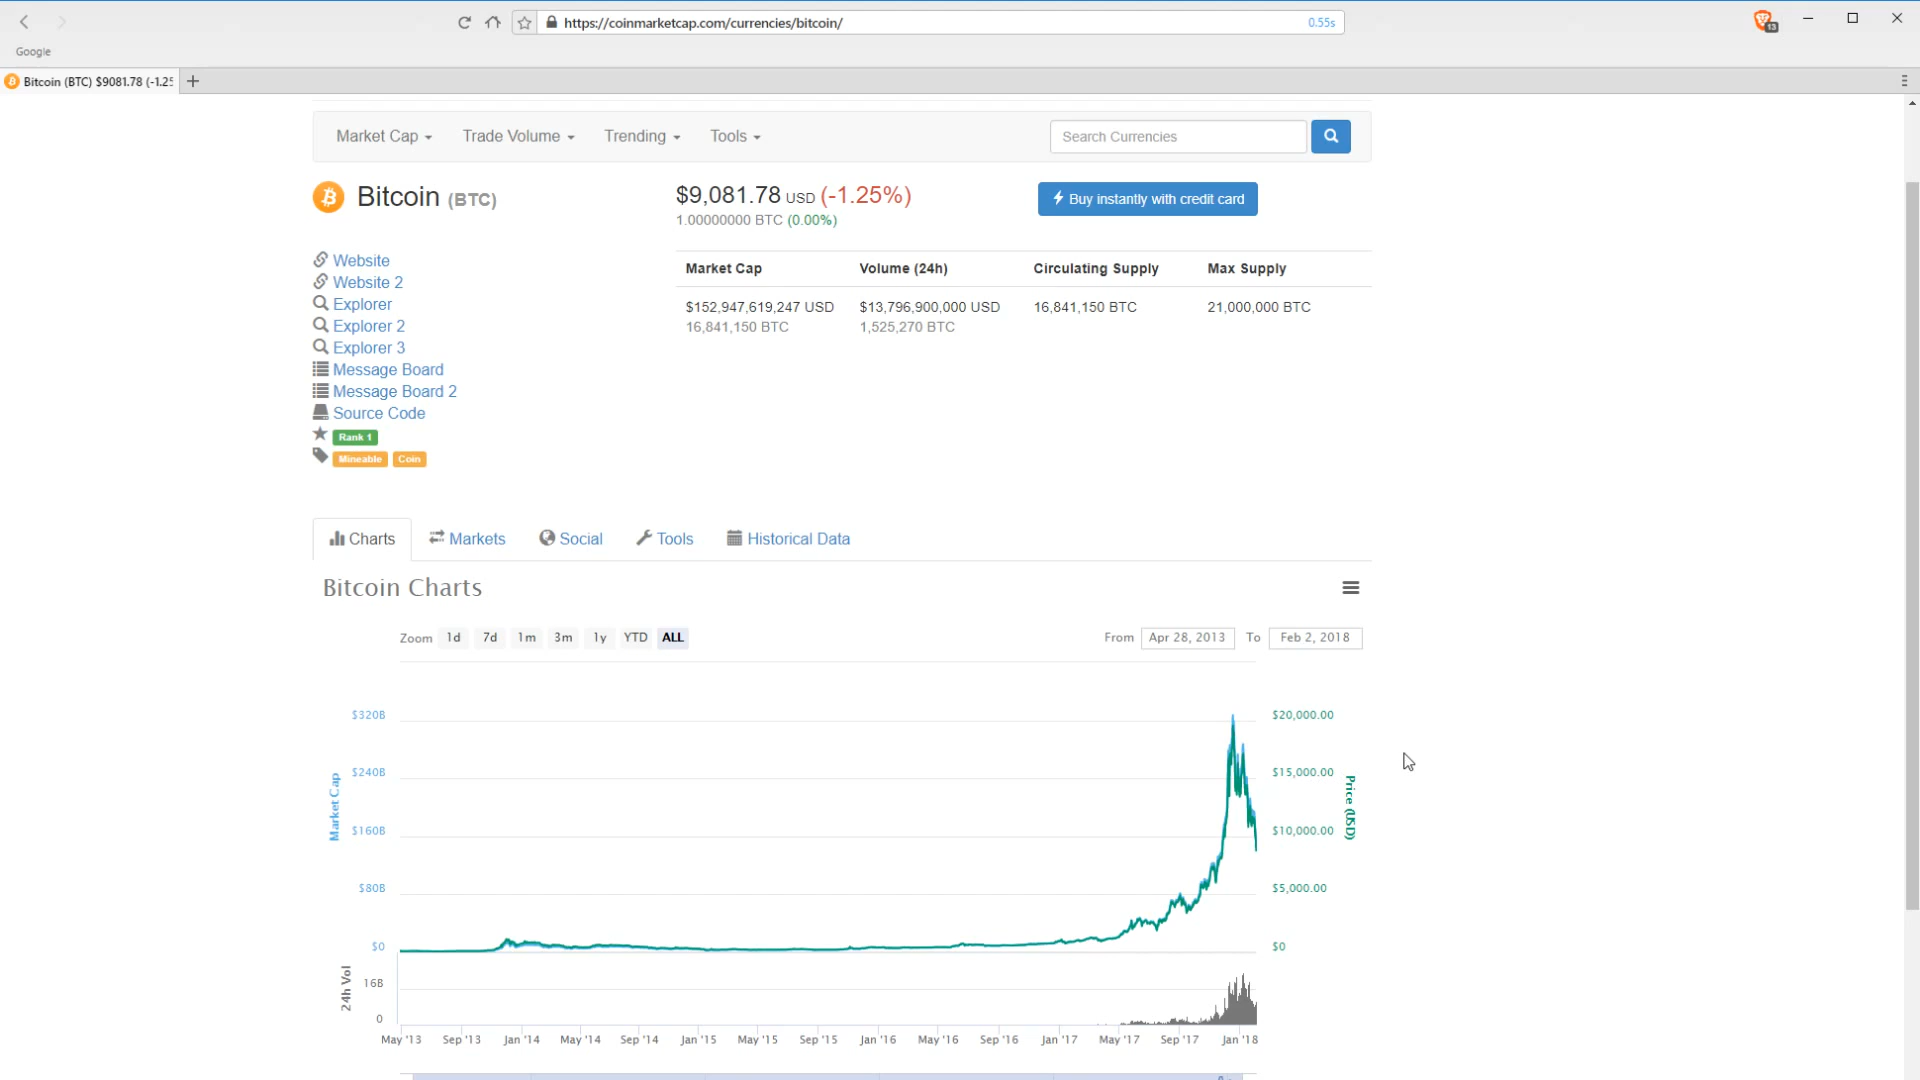 https://coinmarketcap.com/currencies/bitcoin/ 0.55s
13
Google
Bitcoin (BTC) $9081.78 (-1.25
Market Cap Trade Volume Trending Tools Search Currencies
Bitcoin (BTC) $9,081.78 USD (-1.25%) Buy instantly with credit card
1.00000000 BTC (0.00%)
Website
Website 2
Explorer
Explorer 2
Explorer 3
Message Board
Message Board 2
Source Code
Rank 1
Mineable Coin
Market Cap Volume (24h) Circulating Supply Max Supply
$152,947,619,247 USD $13,796,900,000 USD 16,841,150 BTC 21,000,000 BTC
16,841,150 BTC 1,525,270 BTC
Charts Markets Social Tools Historical Data
Bitcoin Charts
Zoom 1d 7d 1m 3m 1y YTD ALL From Apr 28, 2013 To Feb 2, 2018
$320B $20,000.00
$240B $15,000.00
Market Cap Price (USD)
$160B $10,000.00
$80B $5,000.00
$0 $0
24h Vol
16B
0
May '13 Sep '13 Jan '14 May '14 Sep '14 Jan '15 May '15 Sep '15 Jan '16 May '16 Sep '16 Jan '17 May '17 Sep '17 Jan '18